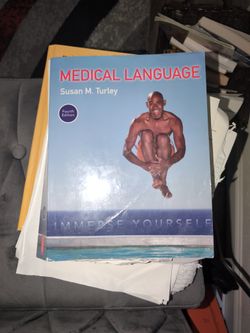 MEDICAL LANGUAGE
Susan M. Turley
Fourth
Edition
IMMERSE YOURSELF